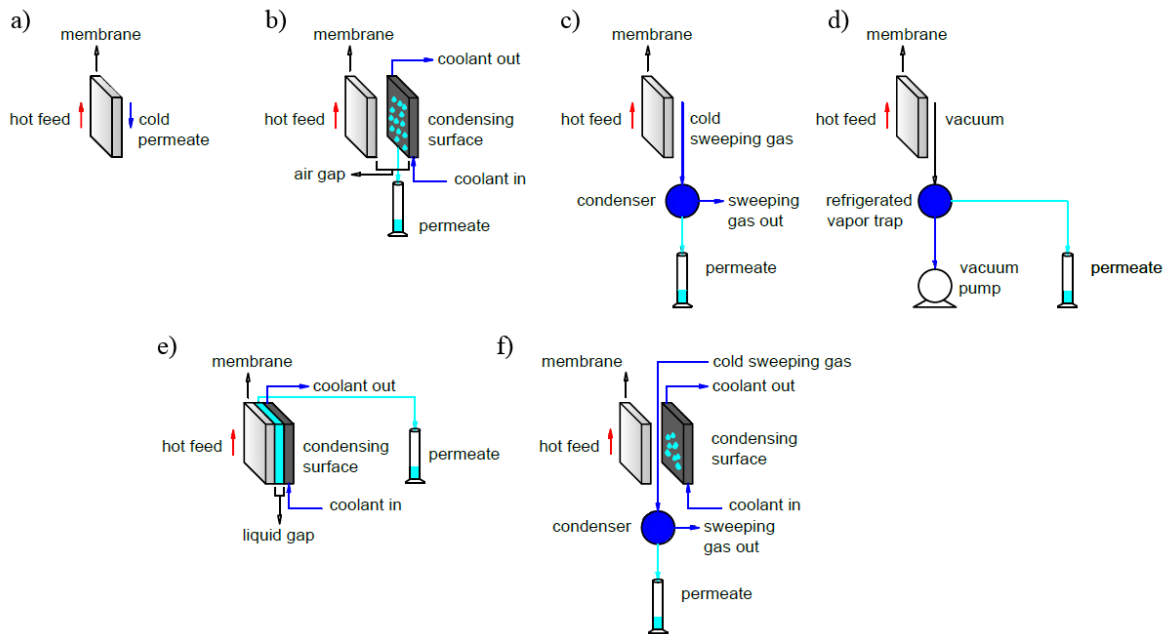 a)
membrane
hot feed
cold
permeate
b)
membrane
coolant out
hot feed
condensing
surface
air gap
coolant in
permeate
c)
membrane
hot feed
cold
sweeping gas
condenser
sweeping
gas out
permeate
d)
membrane
hot feed
vacuum
refrigerated
vapor trap
vacuum
pump
permeate
e)
membrane
coolant out
hot feed
condensing
surface
permeate
coolant in
liquid gap
f)
membrane
cold sweeping gas
coolant out
hot feed
condensing
surface
coolant in
condenser
sweeping
gas out
permeate